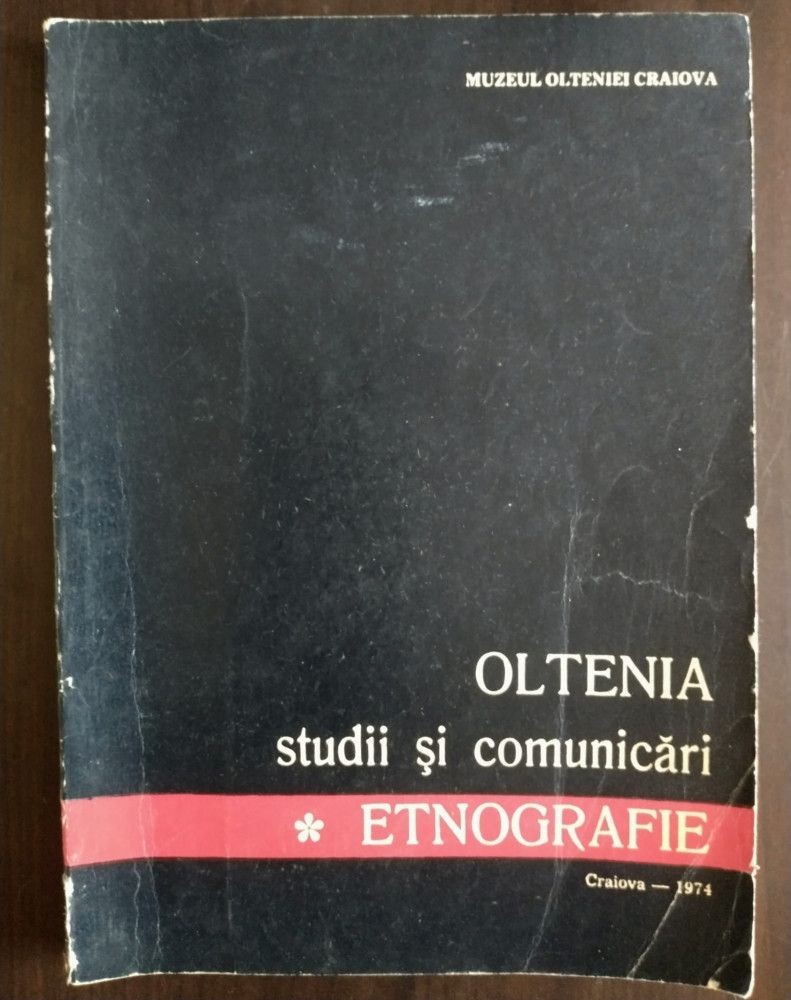 MUZEUL OLTENIEI CRAIOVA
OLTENIA
studii şi comunicări
* ETNOGRAFIE
Craiova — 1974